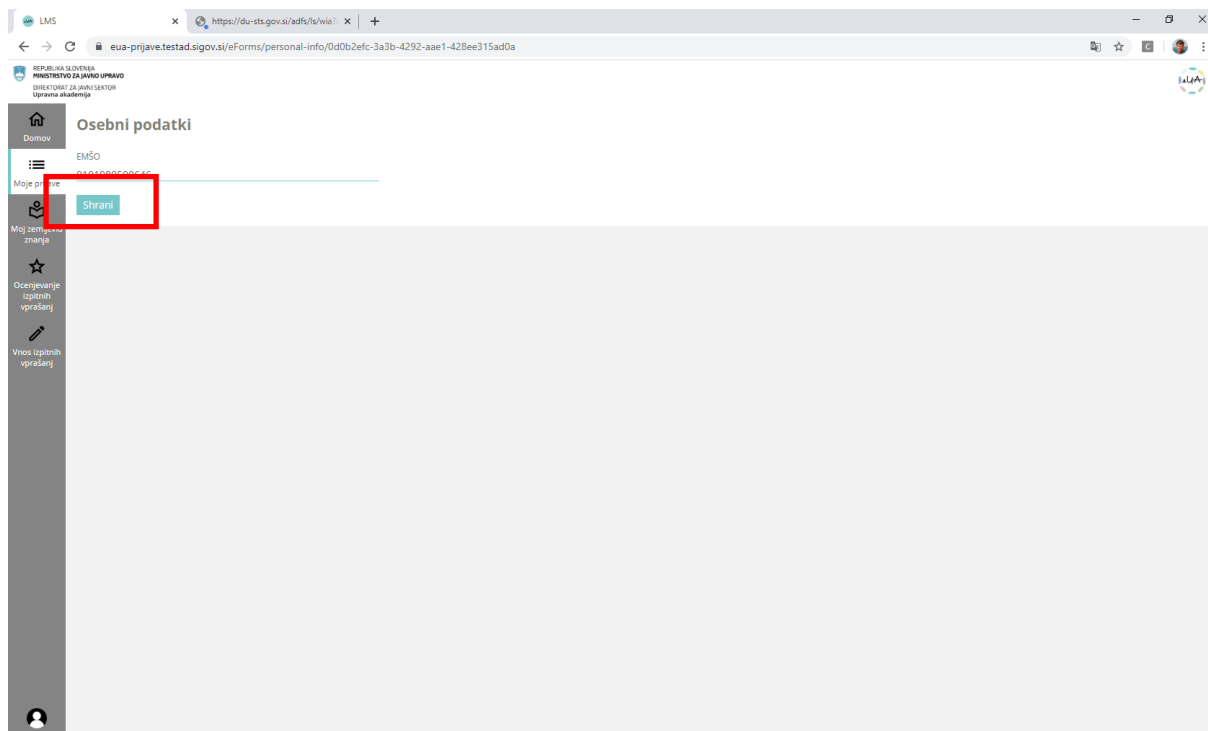 LMS
https://du-sts.gov.si/adfs/ls/wia?
eua-prijave.testad.sigov.si/eForms/personal-info/0d0b2efc-3a3b-4292-aae1-428ee315ad0a
REPUBLIKA SLOVENIJA
MINISTRSTVO ZA JAVNO UPRAVO
DIREKTORAT ZA JAVNI SEKTOR
Upravna akademija
Domov
Osebni podatki
EMŠO
Moje prijave
Shrani
Moj zemljevid
znanja
Ocenjevanje
izpitnih
vprašanj
Vnos izpitnih
vprašanj